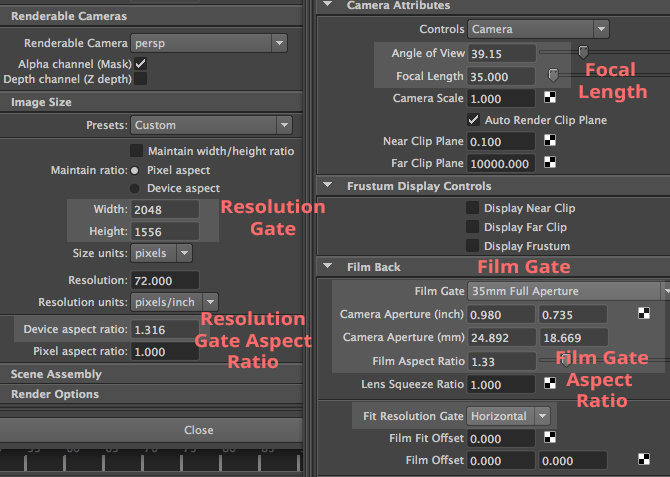 Renderable Cameras
Renderable Camera persp
Alpha channel (Mask)
Depth channel (Z depth)
Image Size
Presets: Custom
Maintain width/height ratio
Maintain ratio: Pixel aspect
Device aspect
Width: 2048
Height: 1556
Resolution
Gate
Size units: pixels
Resolution: 72.000
Resolution units: pixels/inch
Device aspect ratio: 1.316
Pixel aspect ratio: 1.000
Resolution
Gate Aspect
Ratio
Scene Assembly
Render Options
Close
Camera Attributes
Controls Camera
Angle of View 39.15
Focal Length 35.000
Focal
Length
Camera Scale 1.000
Auto Render Clip Plane
Near Clip Plane 0.100
Far Clip Plane 10000.000
Frustum Display Controls
Display Near Clip
Display Far Clip
Display Frustum
Film Back
Film Gate
Film Gate 35mm Full Aperture
Camera Aperture (inch) 0.980 0.735
Camera Aperture (mm) 24.892 18.669
Film Aspect Ratio 1.33
Film Gate
Aspect
Ratio
Lens Squeeze Ratio 1.000
Fit Resolution Gate Horizontal
Film Fit Offset 0.000
Film Offset 0.000 0.000